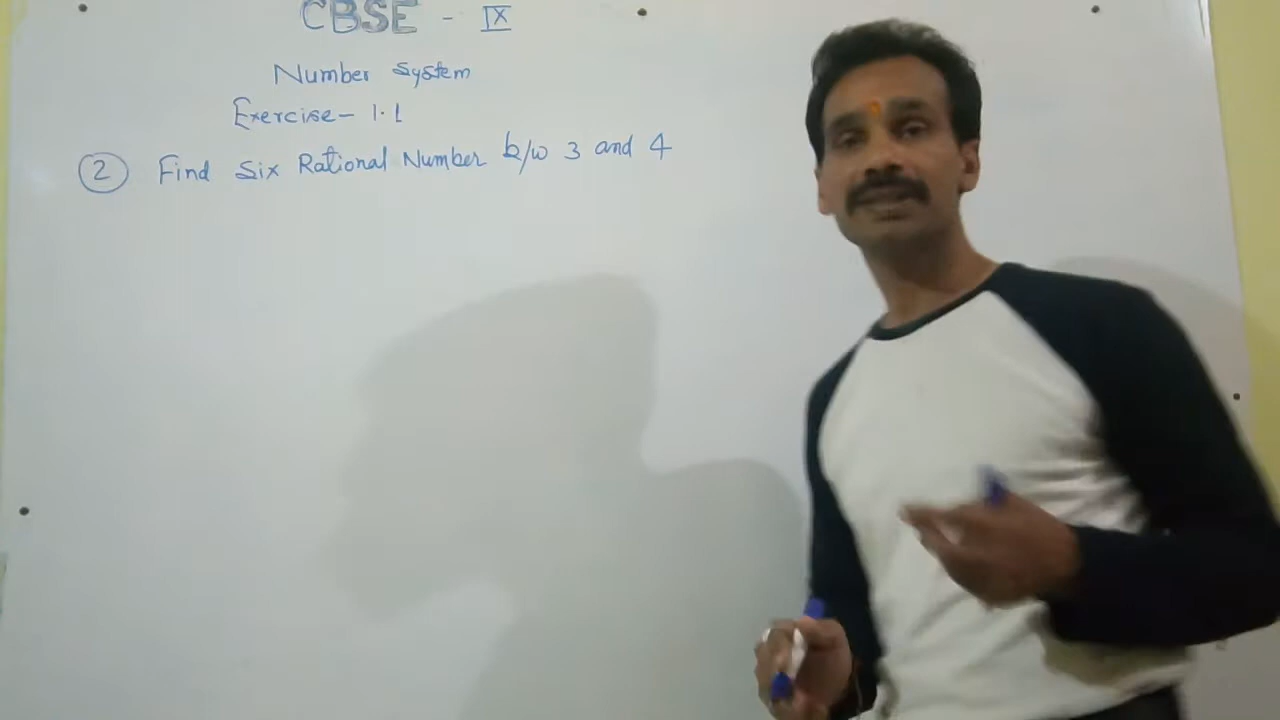 CBSE - IX
Number System
Exercise - 1.1
2 Find Six Rational Number b/w 3 and 4